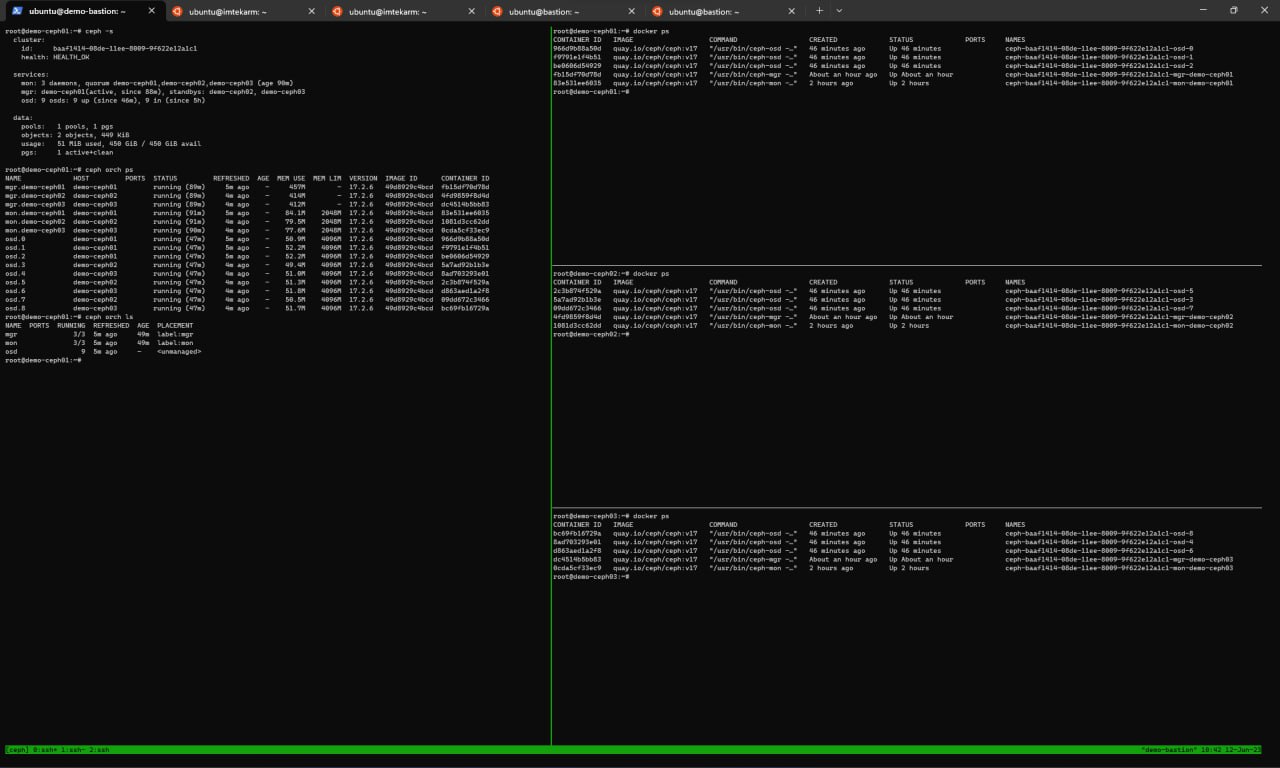 ubuntu@demo-bastion: ~
ubuntu@imtekarm: ~
ubuntu@imtekarm: ~
ubuntu@bastion: ~
ubuntu@bastion: ~
root@demo-ceph01:~# ceph -s
cluster:
id: baaf1414-08de-11ee-8009-9f622e12a1c1
health: HEALTH_OK
services:
mon: 3 daemons, quorum demo-ceph01,demo-ceph02,demo-ceph03 (age 90m)
mgr: demo-ceph01(active, since 88m), standbys: demo-ceph02, demo-ceph03
osd: 9 osds: 9 up (since 46m), 9 in (since 5h)
data:
pools: 1 pools, 1 pgs
objects: 2 objects, 449 KiB
usage: 51 MiB used, 450 GiB / 450 GiB avail
pgs: 1 active+clean
root@demo-ceph01:~# ceph orch ps
NAME HOST PORTS STATUS REFRESHED AGE MEM USE MEM LIM VERSION IMAGE ID CONTAINER ID
mgr.demo-ceph01 demo-ceph01 running (89m) 5m ago - 457M - 17.2.6 49d8929c4bcd fb15df70d78d
mgr.demo-ceph02 demo-ceph02 running (89m) 4m ago - 414M - 17.2.6 49d8929c4bcd 4fd9859f8d4d
mgr.demo-ceph03 demo-ceph03 running (89m) 4m ago - 412M - 17.2.6 49d8929c4bcd dc4514b5bb83
mon.demo-ceph01 demo-ceph01 running (91m) 5m ago - 84.1M 2048M 17.2.6 49d8929c4bcd 83e531ee6035
mon.demo-ceph02 demo-ceph02 running (91m) 4m ago - 79.5M 2048M 17.2.6 49d8929c4bcd 1081d3cc62dd
mon.demo-ceph03 demo-ceph03 running (90m) 4m ago - 77.6M 2048M 17.2.6 49d8929c4bcd 0cda5cf33ec9
osd.0 demo-ceph01 running (47m) 5m ago - 50.9M 4096M 17.2.6 49d8929c4bcd 966d9b88a50d
osd.1 demo-ceph01 running (47m) 5m ago - 52.2M 4096M 17.2.6 49d8929c4bcd f9791e1f4b51
osd.2 demo-ceph01 running (47m) 5m ago - 52.2M 4096M 17.2.6 49d8929c4bcd be0606d54929
osd.3 demo-ceph02 running (47m) 4m ago - 49.4M 4096M 17.2.6 49d8929c4bcd 5a7ad92b1b3e
osd.4 demo-ceph03 running (47m) 4m ago - 51.0M 4096M 17.2.6 49d8929c4bcd 8ad703293e01
osd.5 demo-ceph02 running (47m) 4m ago - 51.3M 4096M 17.2.6 49d8929c4bcd 2c3b874f529a
osd.6 demo-ceph03 running (47m) 4m ago - 51.8M 4096M 17.2.6 49d8929c4bcd d863aed1a2f8
osd.7 demo-ceph02 running (47m) 4m ago - 50.5M 4096M 17.2.6 49d8929c4bcd 09dd672c3466
osd.8 demo-ceph03 running (47m) 4m ago - 51.7M 4096M 17.2.6 49d8929c4bcd bc69fb16729a
root@demo-ceph01:~# ceph orch ls
NAME PORTS RUNNING REFRESHED AGE PLACEMENT
mgr 3/3 5m ago 49m label:mgr
mon 3/3 5m ago 49m label:mon
osd 9 5m ago - <unmanaged>
root@demo-ceph01:~#
root@demo-ceph01:~# docker ps
CONTAINER ID IMAGE COMMAND CREATED STATUS PORTS NAMES
966d9b88a50d quay.io/ceph/ceph:v17 "/usr/bin/ceph-osd -…" 46 minutes ago Up 46 minutes ceph-baaf1414-08de-11ee-8009-9f622e12a1c1-osd-0
f9791e1f4b51 quay.io/ceph/ceph:v17 "/usr/bin/ceph-osd -…" 46 minutes ago Up 46 minutes ceph-baaf1414-08de-11ee-8009-9f622e12a1c1-osd-1
be0606d54929 quay.io/ceph/ceph:v17 "/usr/bin/ceph-osd -…" 46 minutes ago Up 46 minutes ceph-baaf1414-08de-11ee-8009-9f622e12a1c1-osd-2
fb15df70d78d quay.io/ceph/ceph:v17 "/usr/bin/ceph-mgr -…" About an hour ago Up About an hour ceph-baaf1414-08de-11ee-8009-9f622e12a1c1-mgr-demo-ceph01
83e531ee6035 quay.io/ceph/ceph:v17 "/usr/bin/ceph-mon -…" 2 hours ago Up 2 hours ceph-baaf1414-08de-11ee-8009-9f622e12a1c1-mon-demo-ceph01
root@demo-ceph01:~#
root@demo-ceph02:~# docker ps
CONTAINER ID IMAGE COMMAND CREATED STATUS PORTS NAMES
2c3b874f529a quay.io/ceph/ceph:v17 "/usr/bin/ceph-osd -…" 46 minutes ago Up 46 minutes ceph-baaf1414-08de-11ee-8009-9f622e12a1c1-osd-5
5a7ad92b1b3e quay.io/ceph/ceph:v17 "/usr/bin/ceph-osd -…" 46 minutes ago Up 46 minutes ceph-baaf1414-08de-11ee-8009-9f622e12a1c1-osd-3
09dd672c3466 quay.io/ceph/ceph:v17 "/usr/bin/ceph-osd -…" 46 minutes ago Up 46 minutes ceph-baaf1414-08de-11ee-8009-9f622e12a1c1-osd-7
4fd9859f8d4d quay.io/ceph/ceph:v17 "/usr/bin/ceph-mgr -…" About an hour ago Up About an hour ceph-baaf1414-08de-11ee-8009-9f622e12a1c1-mgr-demo-ceph02
1081d3cc62dd quay.io/ceph/ceph:v17 "/usr/bin/ceph-mon -…" 2 hours ago Up 2 hours ceph-baaf1414-08de-11ee-8009-9f622e12a1c1-mon-demo-ceph02
root@demo-ceph02:~#
root@demo-ceph03:~# docker ps
CONTAINER ID IMAGE COMMAND CREATED STATUS PORTS NAMES
bc69fb16729a quay.io/ceph/ceph:v17 "/usr/bin/ceph-osd -…" 46 minutes ago Up 46 minutes ceph-baaf1414-08de-11ee-8009-9f622e12a1c1-osd-8
8ad703293e01 quay.io/ceph/ceph:v17 "/usr/bin/ceph-osd -…" 46 minutes ago Up 46 minutes ceph-baaf1414-08de-11ee-8009-9f622e12a1c1-osd-4
d863aed1a2f8 quay.io/ceph/ceph:v17 "/usr/bin/ceph-osd -…" 46 minutes ago Up 46 minutes ceph-baaf1414-08de-11ee-8009-9f622e12a1c1-osd-6
dc4514b5bb83 quay.io/ceph/ceph:v17 "/usr/bin/ceph-mgr -…" About an hour ago Up About an hour ceph-baaf1414-08de-11ee-8009-9f622e12a1c1-mgr-demo-ceph03
0cda5cf33ec9 quay.io/ceph/ceph:v17 "/usr/bin/ceph-mon -…" 2 hours ago Up 2 hours ceph-baaf1414-08de-11ee-8009-9f622e12a1c1-mon-demo-ceph03
root@demo-ceph03:~#
[ceph] 0:ssh* 1:ssh- 2:ssh
"demo-bastion" 18:42 12-Jun-23